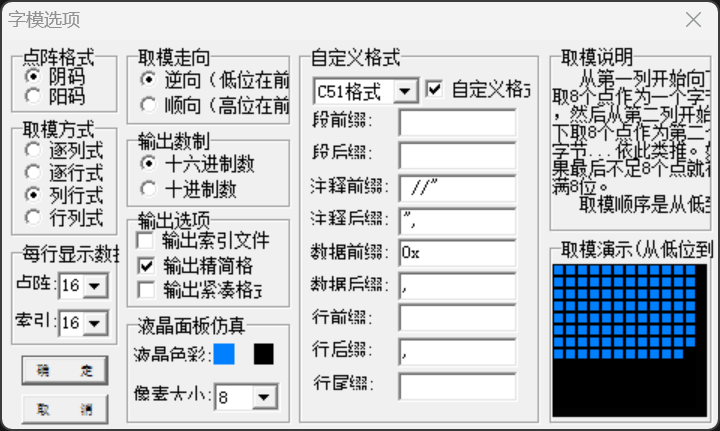 字模选项
点阵格式
阴码
阳码
取模方式
逐列式
逐行式
列行式
行列式
每行显示数据
点阵: 16
索引: 16
确 定
取 消
取模走向
逆向（低位在前
顺向（高位在前
输出数制
十六进制数
十进制数
输出选项
输出索引文件
输出精简格
输出紧凑格式
液晶面板仿真
液晶色彩:
像素大小: 8
自定义格式
C51格式
自定义格式
段前缀:
段后缀:
注释前缀: //"
注释后缀: ",
数据前缀: 0x
数据后缀: ,
行前缀:
行后缀: ,
行尾缀:
取模说明
从第一列开始向下
取8个点作为一个字节
，然后从第二列开始
下取8个点作为第二个
字节...依此类推。如
果最后不足8个点就补
满8位。
取模顺序是从低到
取模演示(从低位到